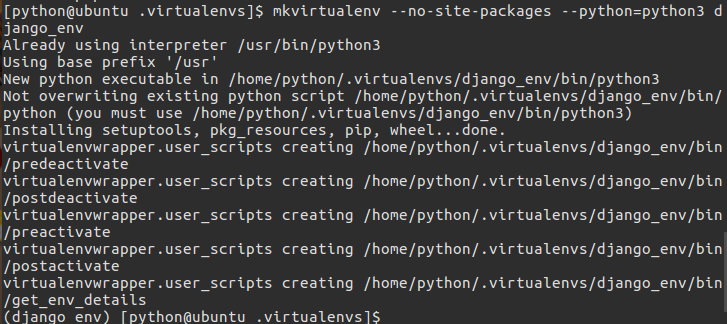 [python@ubuntu .virtualenvs]$ mkvirtualenv --no-site-packages --python=python3 d
jango_env
Already using interpreter /usr/bin/python3
Using base prefix '/usr'
New python executable in /home/python/.virtualenvs/django_env/bin/python3
Not overwriting existing python script /home/python/.virtualenvs/django_env/bin/
python (you must use /home/python/.virtualenvs/django_env/bin/python3)
Installing setuptools, pkg_resources, pip, wheel...done.
virtualenvwrapper.user_scripts creating /home/python/.virtualenvs/django_env/bin
/predeactivate
virtualenvwrapper.user_scripts creating /home/python/.virtualenvs/django_env/bin
/postdeactivate
virtualenvwrapper.user_scripts creating /home/python/.virtualenvs/django_env/bin
/preactivate
virtualenvwrapper.user_scripts creating /home/python/.virtualenvs/django_env/bin
/postactivate
virtualenvwrapper.user_scripts creating /home/python/.virtualenvs/django_env/bin
/get_env_details
(django_env) [python@ubuntu .virtualenvs]$